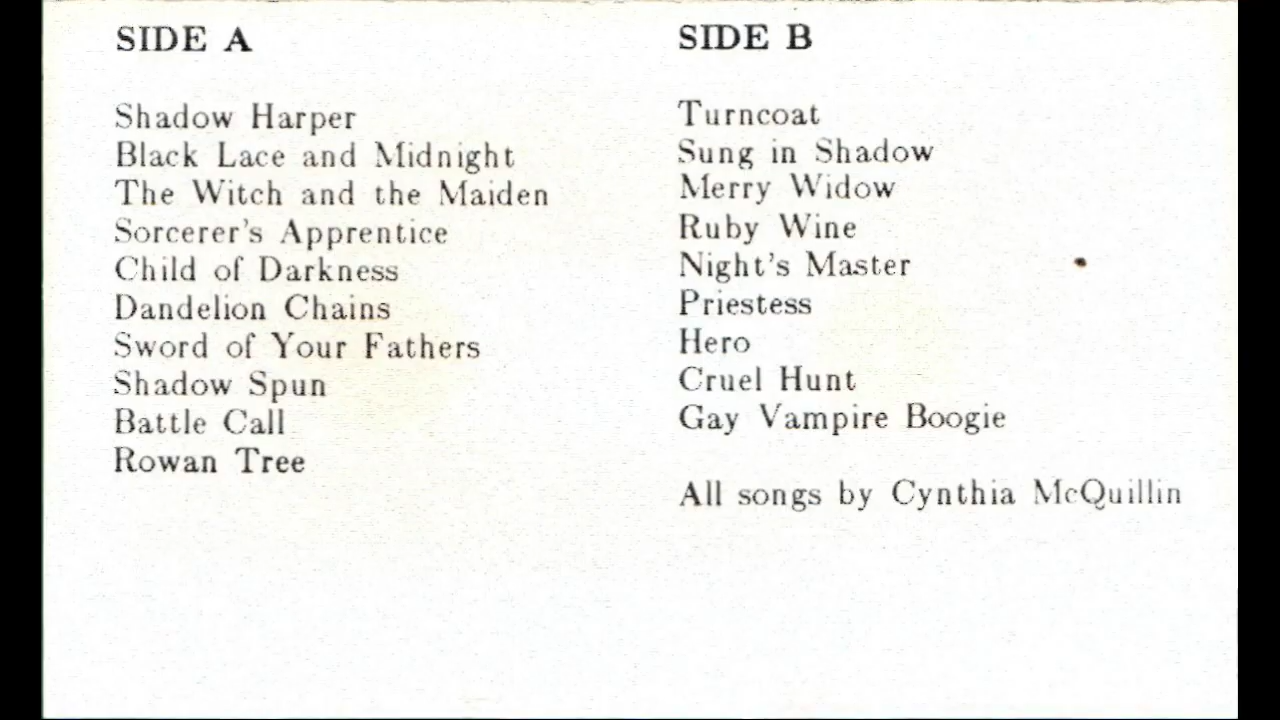 SIDE A
Shadow Harper
Black Lace and Midnight
The Witch and the Maiden
Sorcerer's Apprentice
Child of Darkness
Dandelion Chains
Sword of Your Fathers
Shadow Spun
Battle Call
Rowan Tree
SIDE B
Turncoat
Sung in Shadow
Merry Widow
Ruby Wine
Night's Master
Priestess
Hero
Cruel Hunt
Gay Vampire Boogie
All songs by Cynthia McQuillin